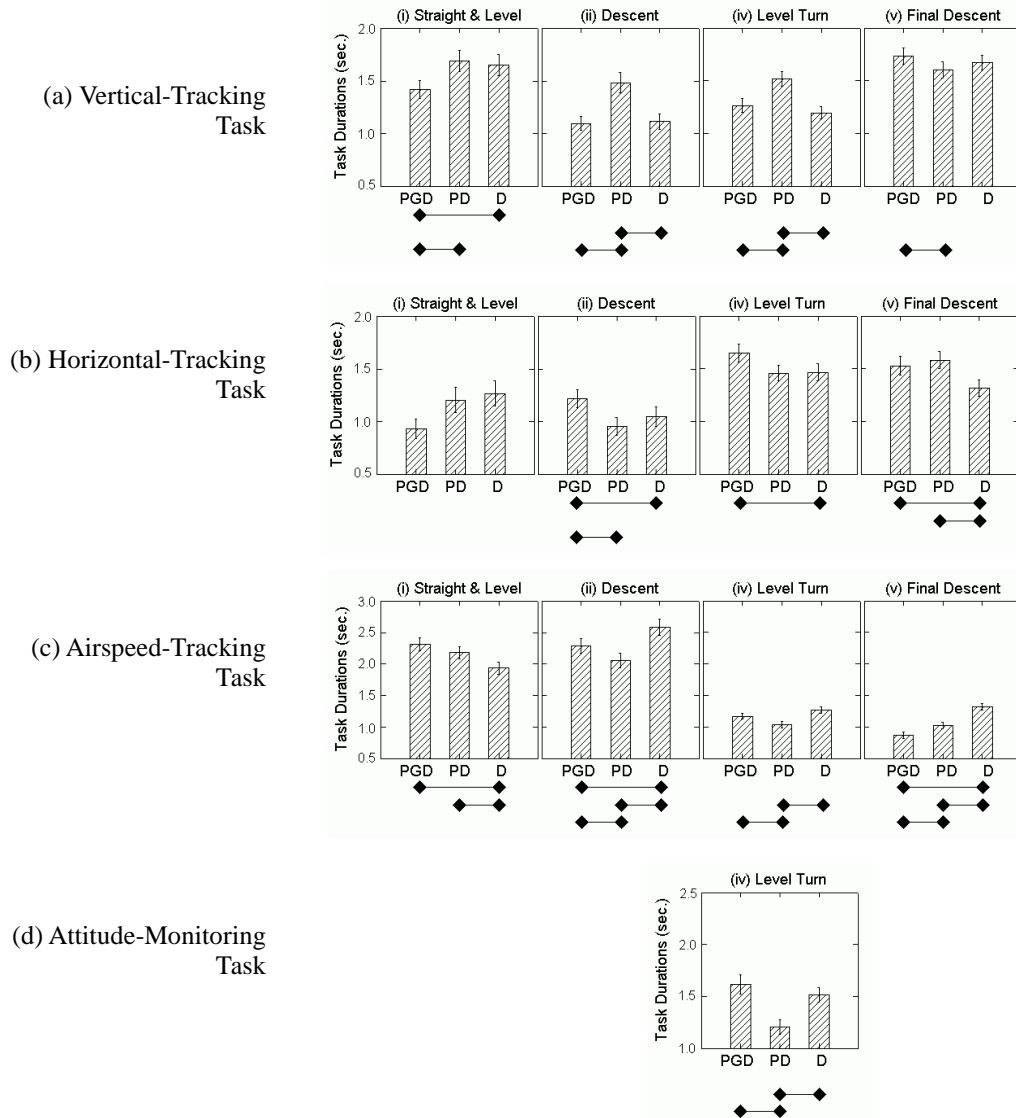 (i) Straight & Level (ii) Descent (iv) Level Turn (v) Final Descent
(a) Vertical-Tracking
Task
Task Durations (sec.)
2.0
1.5
1.0
0.5
PGD PD D PGD PD D PGD PD D PGD PD D
(i) Straight & Level (ii) Descent (iv) Level Turn (v) Final Descent
(b) Horizontal-Tracking
Task
Task Durations (sec.)
2.0
1.5
1.0
0.5
PGD PD D PGD PD D PGD PD D PGD PD D
(i) Straight & Level (ii) Descent (iv) Level Turn (v) Final Descent
(c) Airspeed-Tracking
Task
Task Durations (sec.)
3.0
2.5
2.0
1.5
1.0
0.5
PGD PD D PGD PD D PGD PD D PGD PD D
(iv) Level Turn
(d) Attitude-Monitoring
Task
Task Durations (sec.)
2.5
2.0
1.5
1.0
PGD PD D